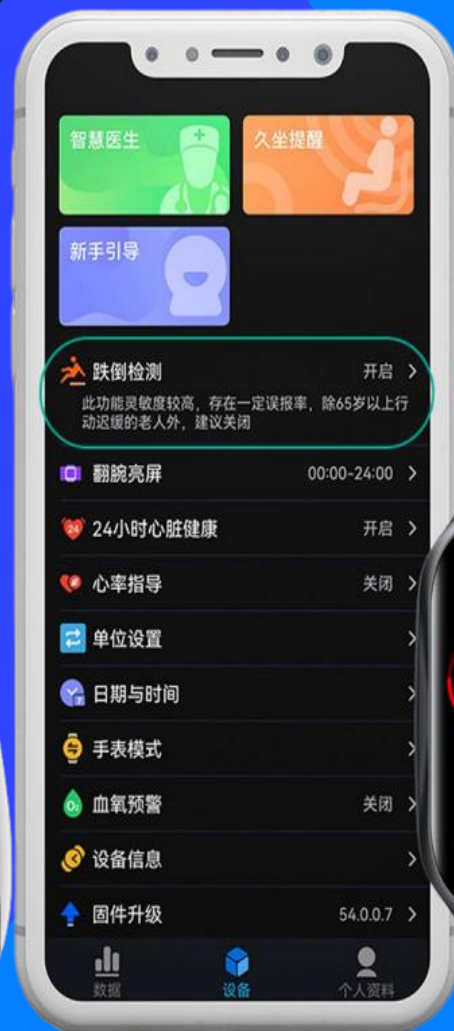 智慧医生
久坐提醒
新手引导
跌倒检测
开启
此功能灵敏度较高，存在一定误报率，除65岁以上行
动迟缓的老人外，建议关闭
翻腕亮屏
00:00-24:00
24小时心脏健康
开启
心率指导
关闭
单位设置
日期与时间
手表模式
血氧预警
关闭
设备信息
固件升级
54.0.0.7
数据
设备
个人资料